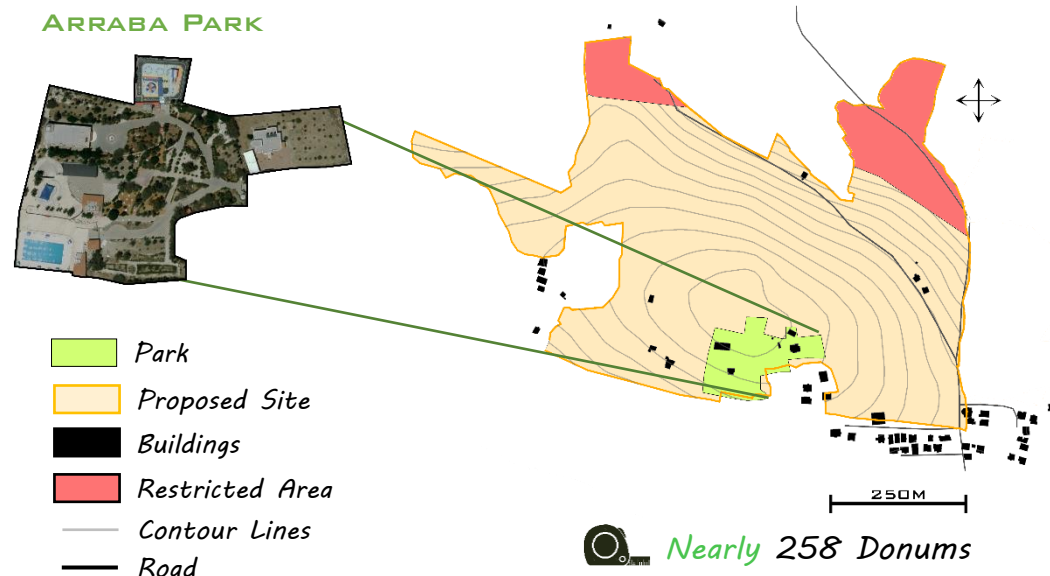 ARRABA PARK
Park
Proposed Site
Buildings
Restricted Area
Contour Lines
Road
250M
Nearly 258 Donums